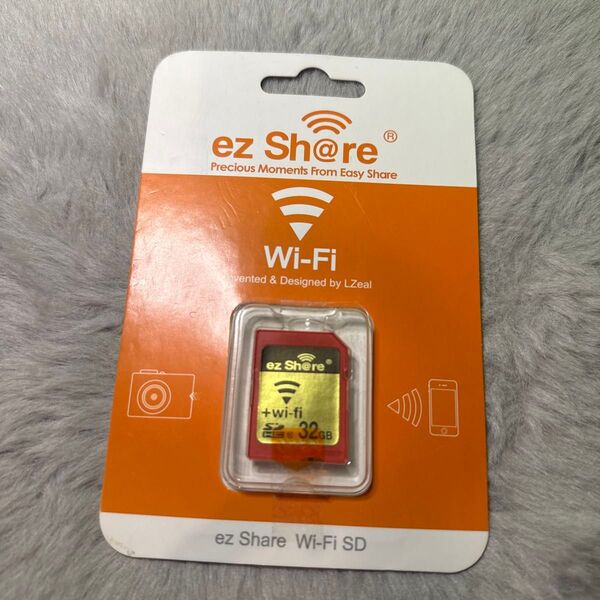 ez Sh@re ®
Precious Moments From Easy Share
Wi-Fi
& Designed by LZeal
ez Sh@re ®
+wi-fi
SDHC 32GB
ez Share Wi-Fi SD